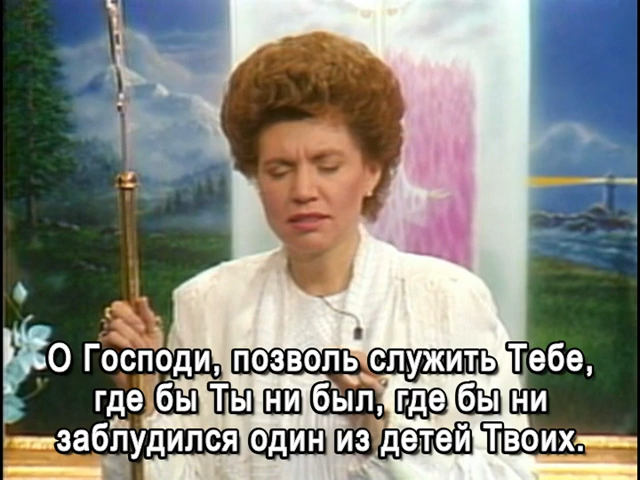 О Господи, позволь служить Тебе,
где бы Ты ни был, где бы ни
заблудился один из детей Твоих.